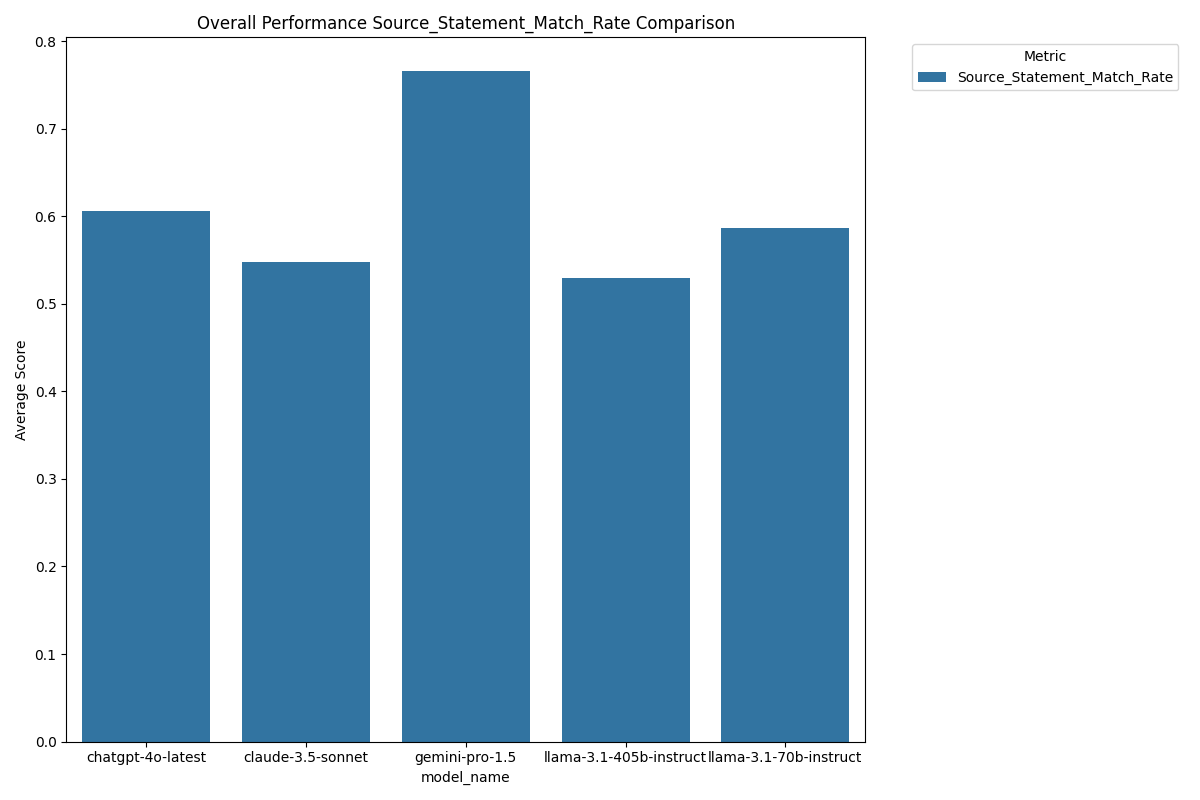 Overall Performance Source_Statement_Match_Rate Comparison
Metric
Source_Statement_Match_Rate
Average Score
0.8
0.7
0.6
0.5
0.4
0.3
0.2
0.1
0.0
chatgpt-4o-latest
claude-3.5-sonnet
gemini-pro-1.5
llama-3.1-405b-instruct
llama-3.1-70b-instruct
model_name